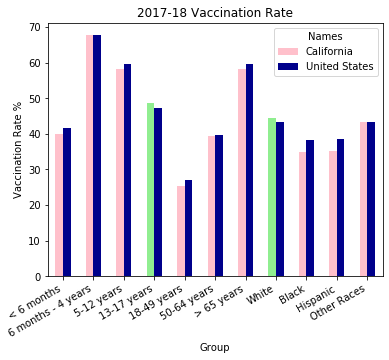 2017-18 Vaccination Rate
Names
California
United States
Vaccination Rate %
70
60
50
40
30
20
10
0
< 6 months
6 months - 4 years
5-12 years
13-17 years
18-49 years
50-64 years
> 65 years
White
Black
Hispanic
Other Races
Group